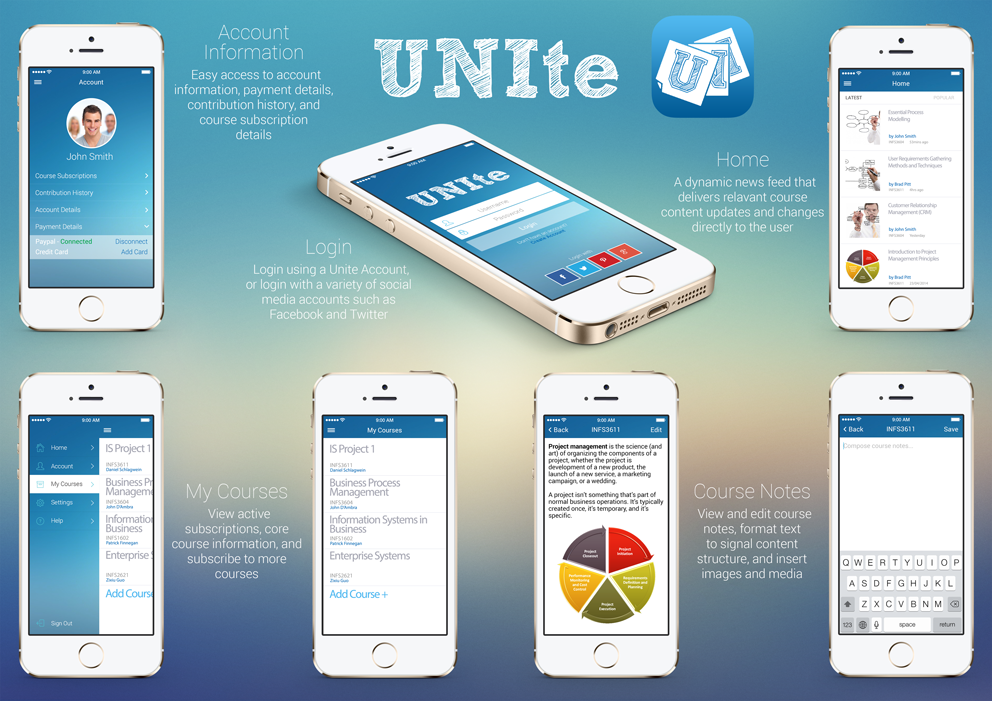 9:00 AM
Account
John Smith
Course Subscriptions
Contribution History
Account Details
Payment Details
Paypal - Connected Disconnect
Credit Card Add Card
Account
Information
Easy access to account
information, payment details,
contribution history, and
course subscription
details
UNIte
U
Login
Login using a Unite Account,
or login with a variety of social
media accounts such as
Facebook and Twitter
9:00 AM
UNIte
Username
Password
Login
Create Account
Home
A dynamic news feed that
delivers relavant course
content updates and changes
directly to the user
9:00 AM
Home
LATEST POPULAR
Essential Process
Modelling
by John Smith
INFS3604
User Requirements Gathering
Methods and Techniques
by Brad Pitt
INFS3611
Customer Relationship
Management (CRM)
by John Smith
Yesterday
Introduction to Project
Management Principles
by Brad Pitt
INFS3611
9:00 AM
Home
Account
My Courses
Settings
Help
Sign Out
IS Project 1
INFS3611
Daniel Schlagwein
Business Pr
Managem
INFS3604
John D'Ambra
Information
Business
INFS1602
Patrick Finnegan
Enterprise S
INFS2621
Zixiu Guo
Add Course
My Courses
View active
subscriptions, core
course information, and
subscribe to more
courses
9:00 AM
My Courses
IS Project 1
INFS3611
Daniel Schlagwein
Business Process
Management
INFS3604
John D'Ambra
Information Systems in
Business
INFS1602
Patrick Finnegan
Enterprise Systems
INFS2621
Zixiu Guo
Add Course +
9:00 AM
Back INFS3611 Edit
Project management is the science (and
art) of organizing the components of a
project, whether the project is
development of a new product, the
launch of a new service, a marketing
campaign, or a wedding.
A project isn't something that's part of
normal business operations. It's typically
created once, it's temporary, and it's
specific.
Project
Closeout
Project
Initiation
Performance
Monitoring
and Cost
Control
Requirements
Definition and
Planning
Project
Execution
Course Notes
View and edit course
notes, format text
to signal content
structure, and insert
images and media
9:00 AM
Back INFS3611 Save
Compose course notes...
Q W E R T Y U I O P
A S D F G H J K L
Z X C V B N M
123 space return